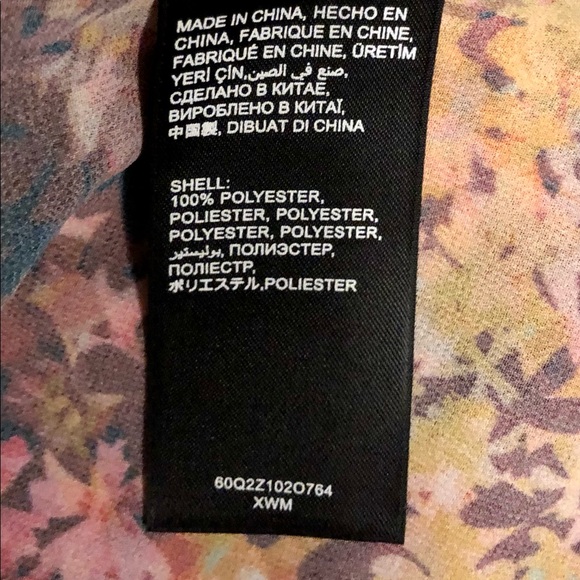 MADE IN CHINA, HECHO EN
CHINA, FABRIQUE EN CHINE,
FABRIQUÉ EN CHINE, ÜRETİM
YERİ ÇİN, صنع في الصين,
СДЕЛАНО В КИТАЕ,
ВИРОБЛЕНО В КИТАЇ,
中国製, DIBUAT DI CHINA
SHELL:
100% POLYESTER,
POLIESTER, POLYESTER,
POLYESTER, POLYESTER,
بوليستير, ПОЛИЭСТЕР,
ПОЛІЕСТР,
ポリエステル,POLIESTER
60Q2Z102O764
XWM